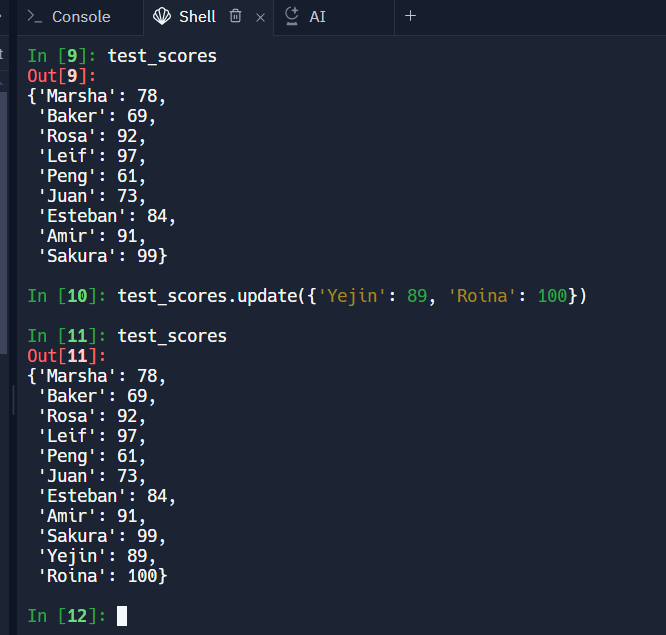 Console Shell AI
In [9]: test_scores
Out[9]:
{'Marsha': 78,
 'Baker': 69,
 'Rosa': 92,
 'Leif': 97,
 'Peng': 61,
 'Juan': 73,
 'Esteban': 84,
 'Amir': 91,
 'Sakura': 99}
In [10]: test_scores.update({'Yejin': 89, 'Roina': 100})
In [11]: test_scores
Out[11]:
{'Marsha': 78,
 'Baker': 69,
 'Rosa': 92,
 'Leif': 97,
 'Peng': 61,
 'Juan': 73,
 'Esteban': 84,
 'Amir': 91,
 'Sakura': 99,
 'Yejin': 89,
 'Roina': 100}
In [12]: